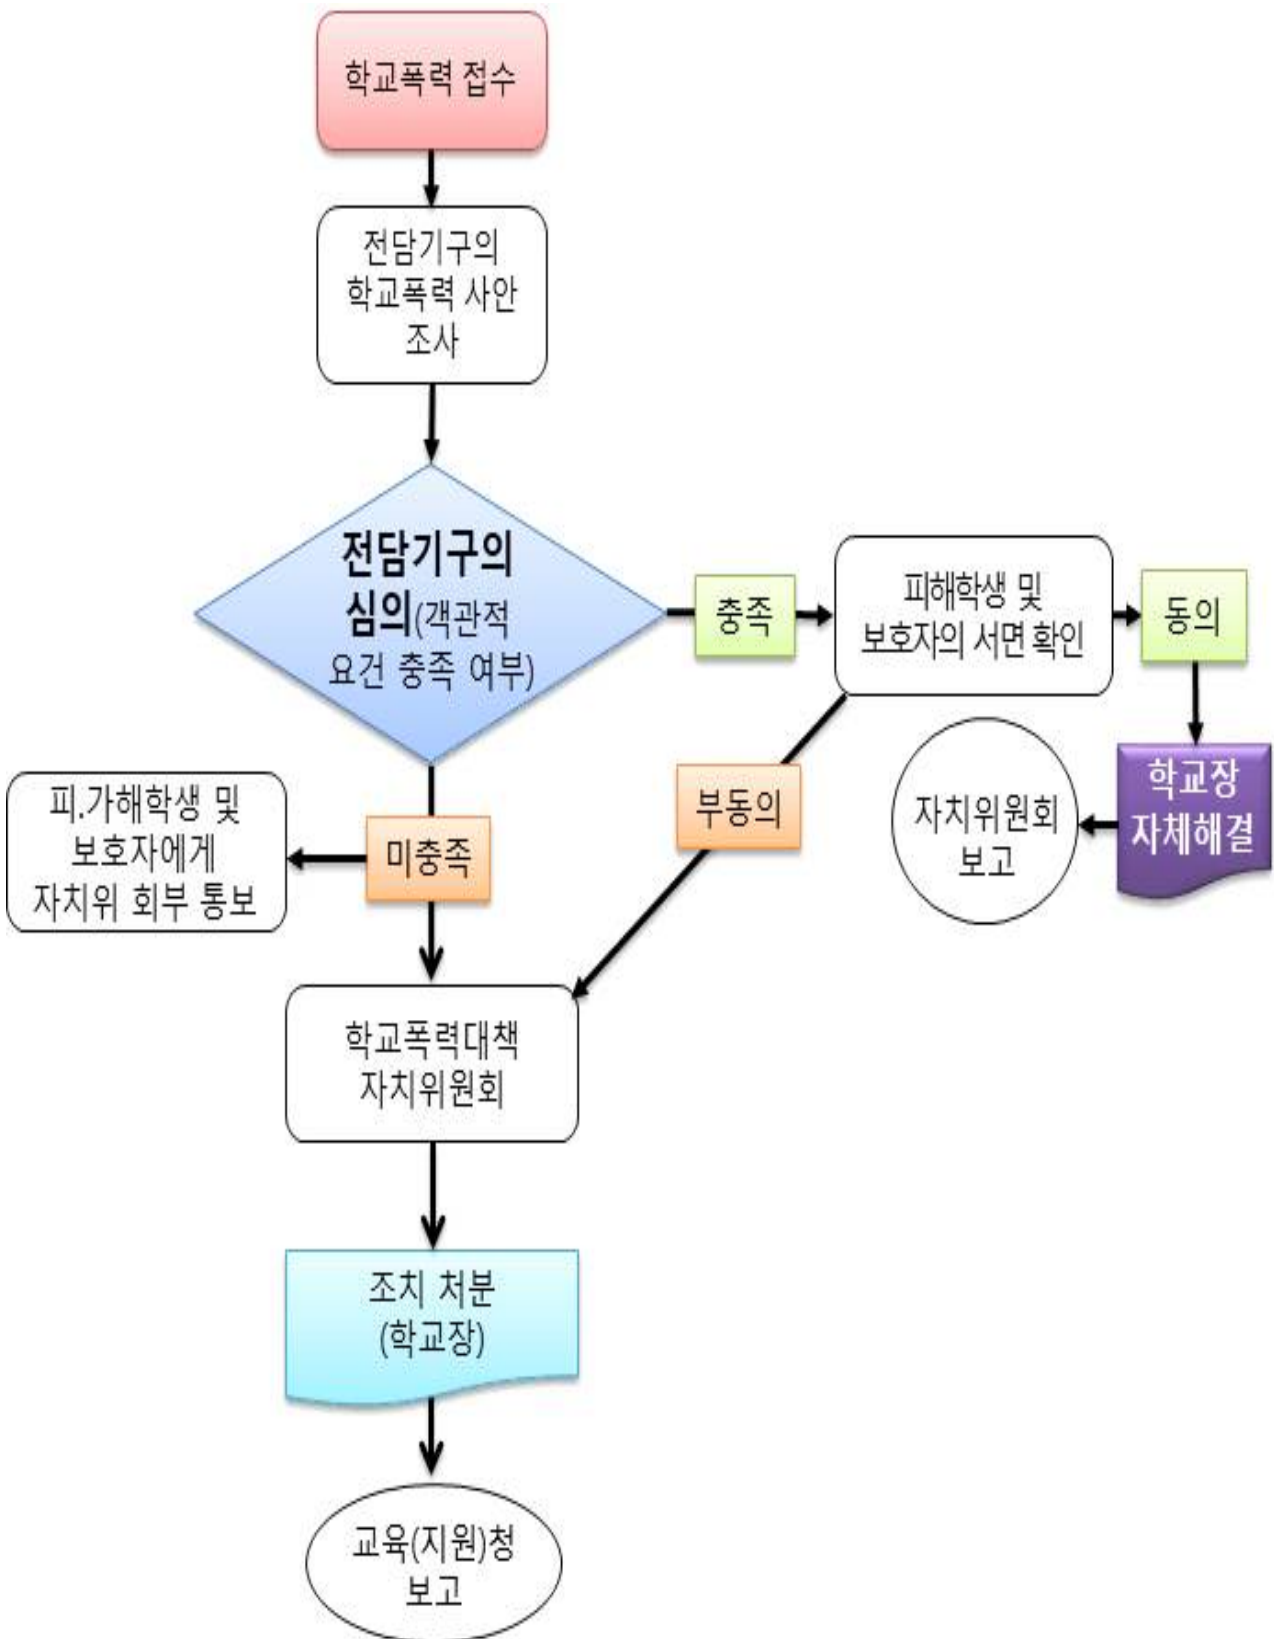 학교폭력 접수
전담기구의
학교폭력 사안
조사
전담기구의
심의(객관적
요건 충족 여부)
충족
피해학생 및
보호자의 서면 확인
동의
학교장
자체해결
자치위원회
보고
부동의
미충족
피.가해학생 및
보호자에게
자치위 회부 통보
학교폭력대책
자치위원회
조치 처분
(학교장)
교육(지원)청
보고